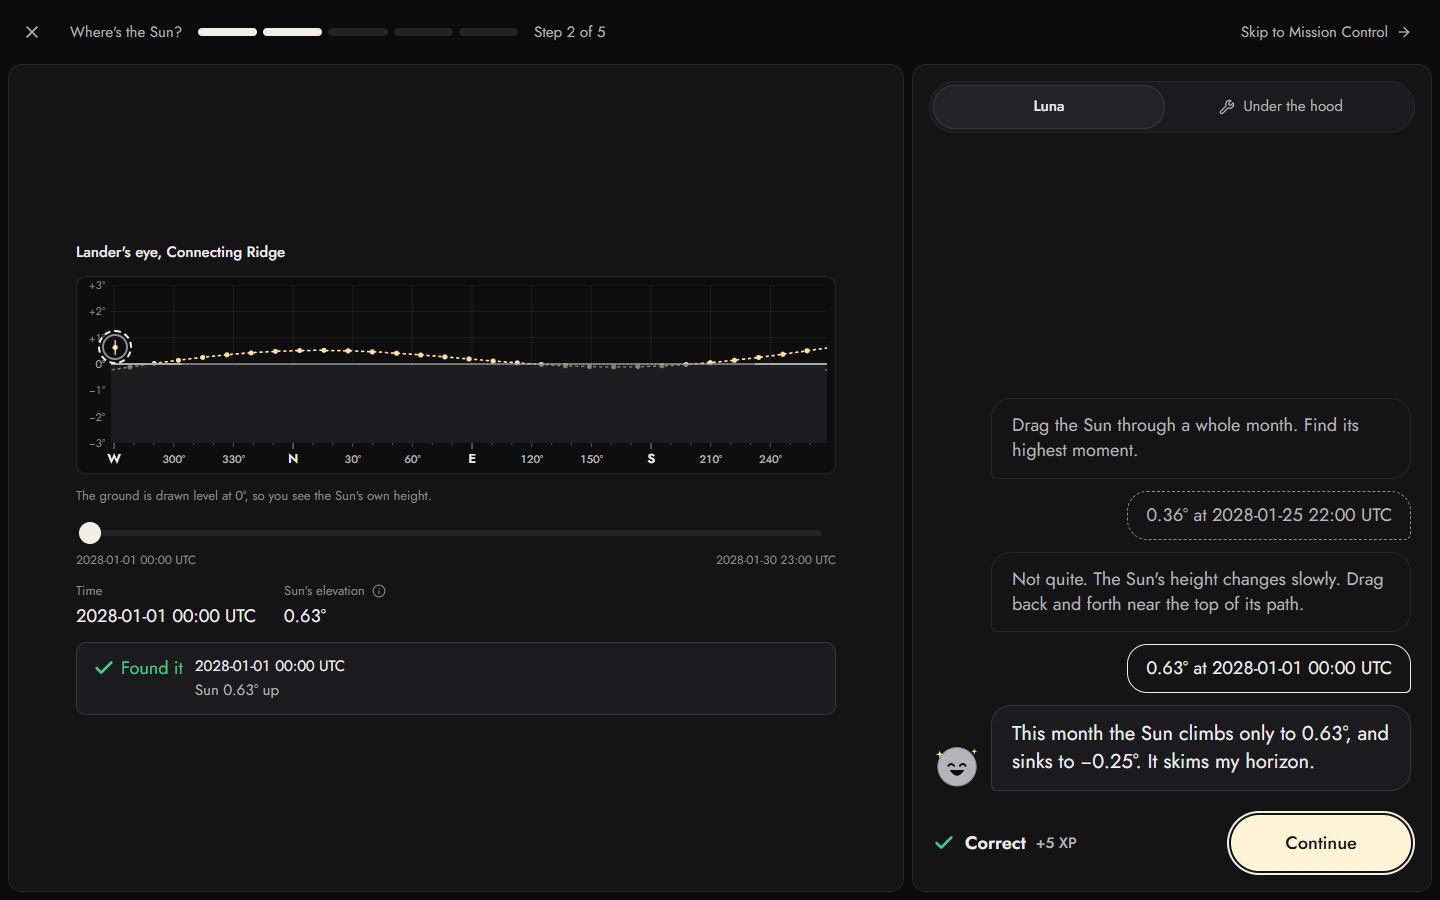 Where's the Sun?
Step 2 of 5
Skip to Mission Control
Luna
Under the hood
Lander's eye, Connecting Ridge
+3°
+2°
0°
−1°
−2°
−3°
W 300° 330° N 30° 60° E 120° 150° S 210° 240°
The ground is drawn level at 0°, so you see the Sun's own height.
2028-01-01 00:00 UTC
2028-01-30 23:00 UTC
Time
2028-01-01 00:00 UTC
Sun's elevation
0.63°
Found it
2028-01-01 00:00 UTC
Sun 0.63° up
Drag the Sun through a whole month. Find its
highest moment.
0.36° at 2028-01-25 22:00 UTC
Not quite. The Sun's height changes slowly. Drag
back and forth near the top of its path.
0.63° at 2028-01-01 00:00 UTC
This month the Sun climbs only to 0.63°, and
sinks to −0.25°. It skims my horizon.
Correct +5 XP
Continue